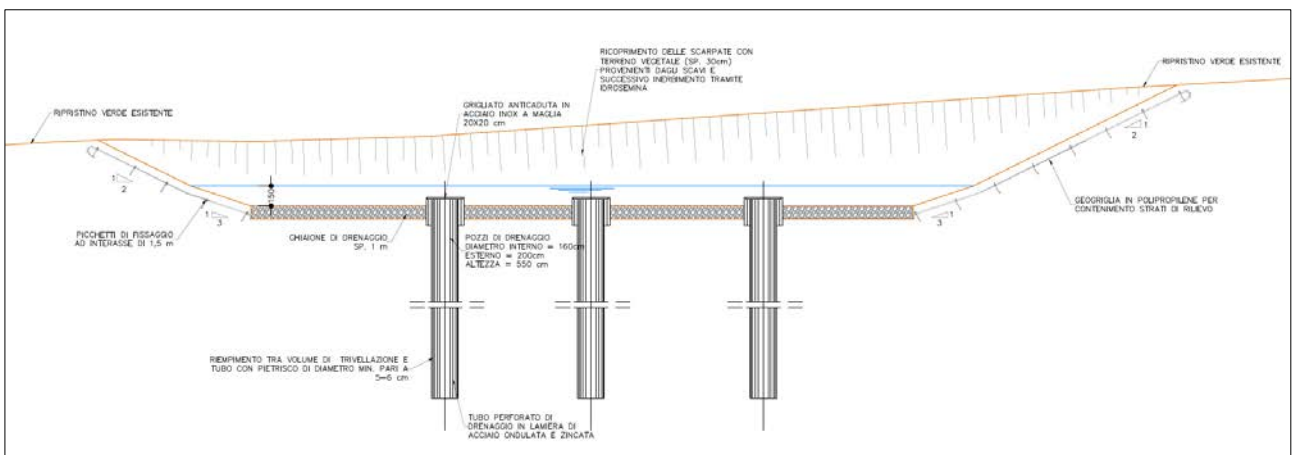 RICOPRIMENTO DELLE SCARPATE CON
TERRENO VEGETALE (SP. 30cm)
PROVENIENTI DAGLI SCAVI E
SUCCESSIVO INERBIMENTO TRAMITE
IDROSEMINA
RIPRISTINO VERDE ESISTENTE
RIPRISTINO VERDE ESISTENTE
GRIGLIATO ANTICADUTA IN
ACCIAIO INOX A MAGLIA
20X20 cm
1
2
1
2
150
1
3
1
3
GEOGRIGLIA IN POLIPROPILENE PER
CONTENIMENTO STRATI DI RILIEVO
PICCHETTI DI FISSAGGIO
AD INTERASSE DI 1,5 m
GHIAIONE DI DRENAGGIO
SP. 1 m
POZZI DI DRENAGGIO
DIAMETRO INTERNO = 160cm
ESTERNO = 200cm
ALTEZZA = 550 cm
RIEMPIMENTO TRA VOLUME DI TRIVELLAZIONE E
TUBO CON PIETRISCO DI DIAMETRO MIN. PARI A
5-6 cm
TUBO PERFORATO DI
DRENAGGIO IN LAMIERA DI
ACCIAIO ONDULATA E ZINCATA